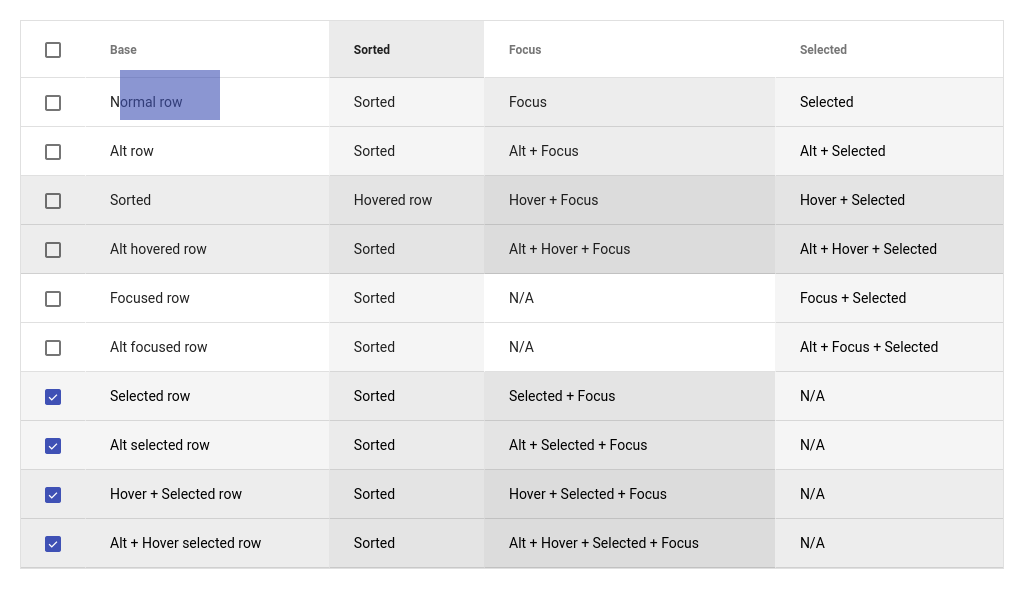 Base Sorted Focus Selected
Normal row Sorted Focus Selected
Alt row Sorted Alt + Focus Alt + Selected
Sorted Hovered row Hover + Focus Hover + Selected
Alt hovered row Sorted Alt + Hover + Focus Alt + Hover + Selected
Focused row Sorted N/A Focus + Selected
Alt focused row Sorted N/A Alt + Focus + Selected
Selected row Sorted Selected + Focus N/A
Alt selected row Sorted Alt + Selected + Focus N/A
Hover + Selected row Sorted Hover + Selected + Focus N/A
Alt + Hover selected row Sorted Alt + Hover + Selected + Focus N/A